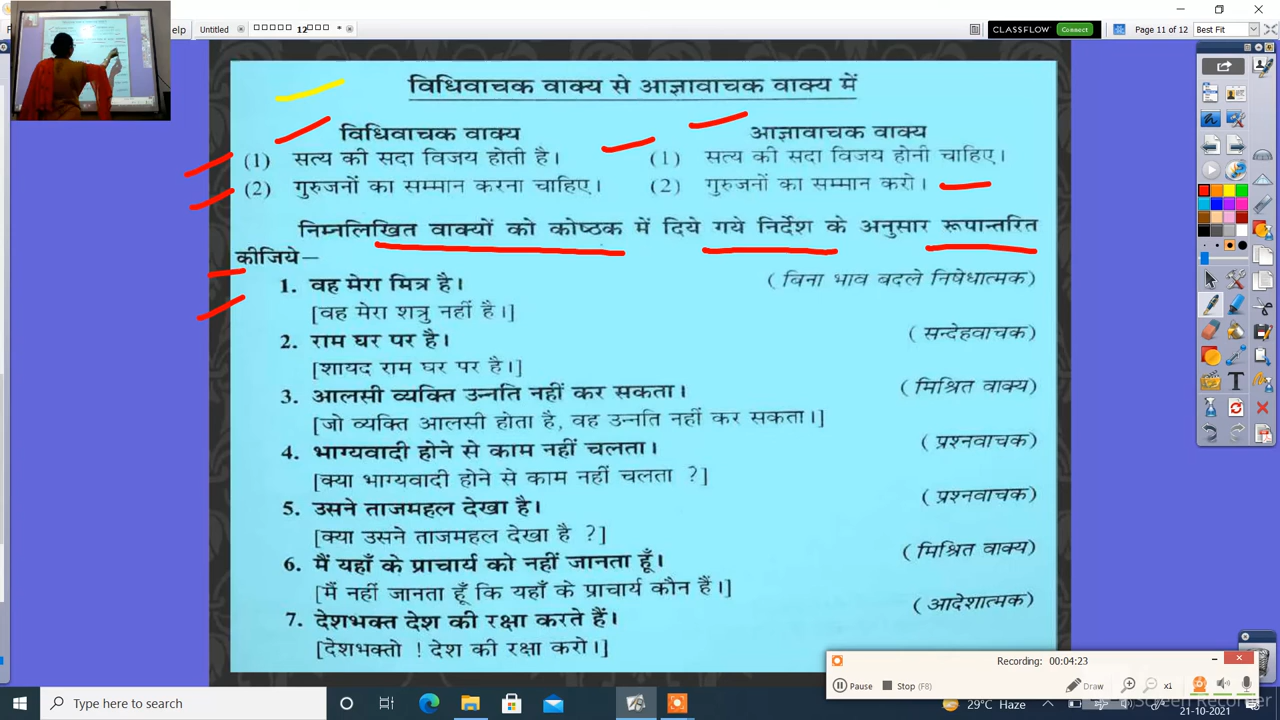 elp
Untitled
12
*
CLASSFLOW
Connect
Page 11 of 12
Best Fit
विधिवाचक वाक्य से आज्ञावाचक वाक्य में
विधिवाचक वाक्य
आज्ञावाचक वाक्य
(1) सत्य की सदा विजय होती है।
(1) सत्य की सदा विजय होनी चाहिए।
(2) गुरुजनों का सम्मान करना चाहिए।
(2) गुरुजनों का सम्मान करो।
निम्नलिखित वाक्यों को कोष्ठक में दिये गये निर्देश के अनुसार रूपान्तरित
कीजिये—
1. वह मेरा मित्र है।
(बिना भाव बदले निषेधात्मक)
[वह मेरा शत्रु नहीं है।]
2. राम घर पर है।
(सन्देहवाचक)
[शायद राम घर पर है।]
3. आलसी व्यक्ति उन्नति नहीं कर सकता।
(मिश्रित वाक्य)
[जो व्यक्ति आलसी होता है, वह उन्नति नहीं कर सकता।]
4. भाग्यवादी होने से काम नहीं चलता।
(प्रश्नवाचक)
[क्या भाग्यवादी होने से काम नहीं चलता ?]
5. उसने ताजमहल देखा है।
(प्रश्नवाचक)
[क्या उसने ताजमहल देखा है ?]
6. मैं यहाँ के प्राचार्य को नहीं जानता हूँ।
(मिश्रित वाक्य)
[मैं नहीं जानता हूँ कि यहाँ के प्राचार्य कौन हैं।]
7. देशभक्त देश की रक्षा करते हैं।
(आदेशात्मक)
[देशभक्तो ! देश की रक्षा करो।]
Recording: 00:04:23
Pause
Stop (F8)
Draw
x1
Type here to search
29°C Haze
21-10-2021